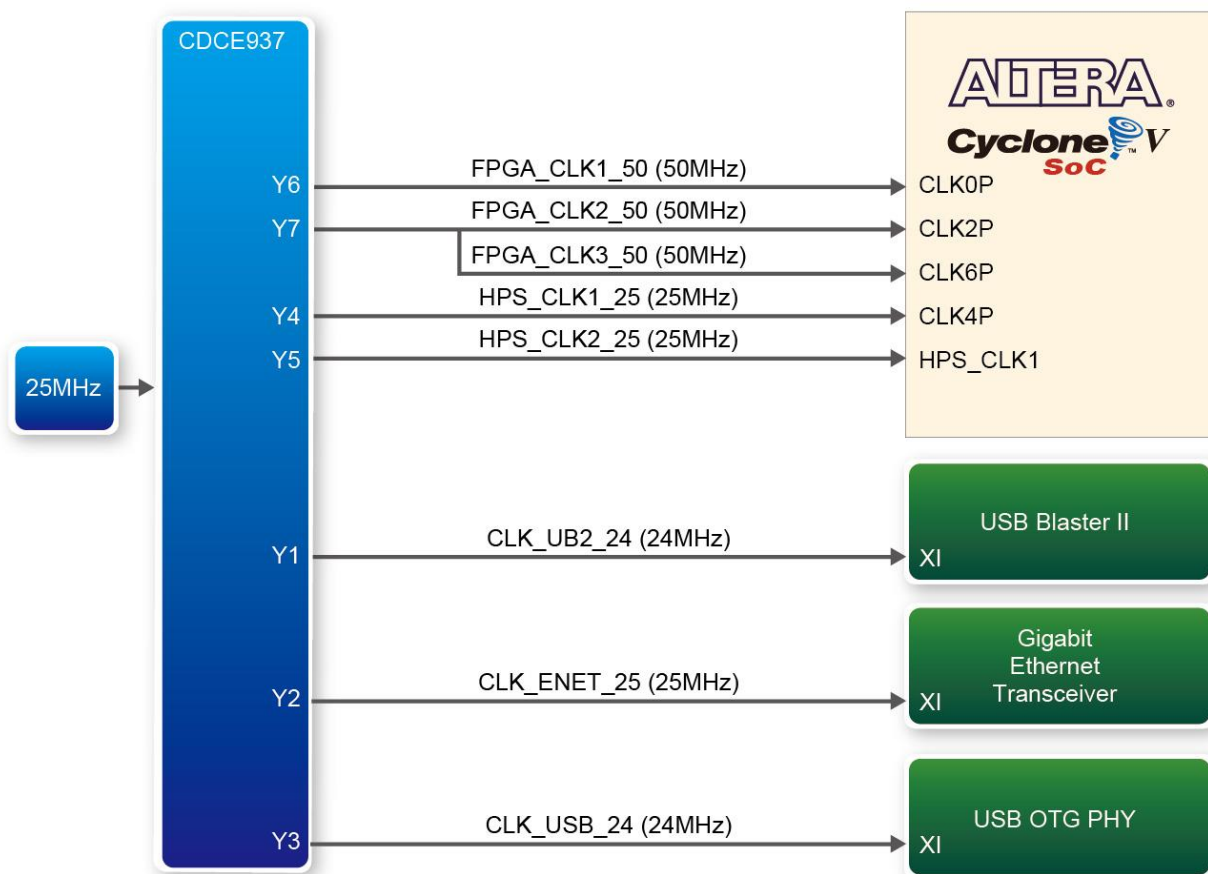 CDCE937
ALTERA®
Cyclone™ V
SoC
Y6
FPGA_CLK1_50 (50MHz)
CLK0P
Y7
FPGA_CLK2_50 (50MHz)
CLK2P
FPGA_CLK3_50 (50MHz)
CLK6P
Y4
HPS_CLK1_25 (25MHz)
CLK4P
Y5
HPS_CLK2_25 (25MHz)
HPS_CLK1
25MHz
USB Blaster II
Y1
CLK_UB2_24 (24MHz)
XI
Gigabit
Ethernet
Transceiver
Y2
CLK_ENET_25 (25MHz)
XI
USB OTG PHY
Y3
CLK_USB_24 (24MHz)
XI